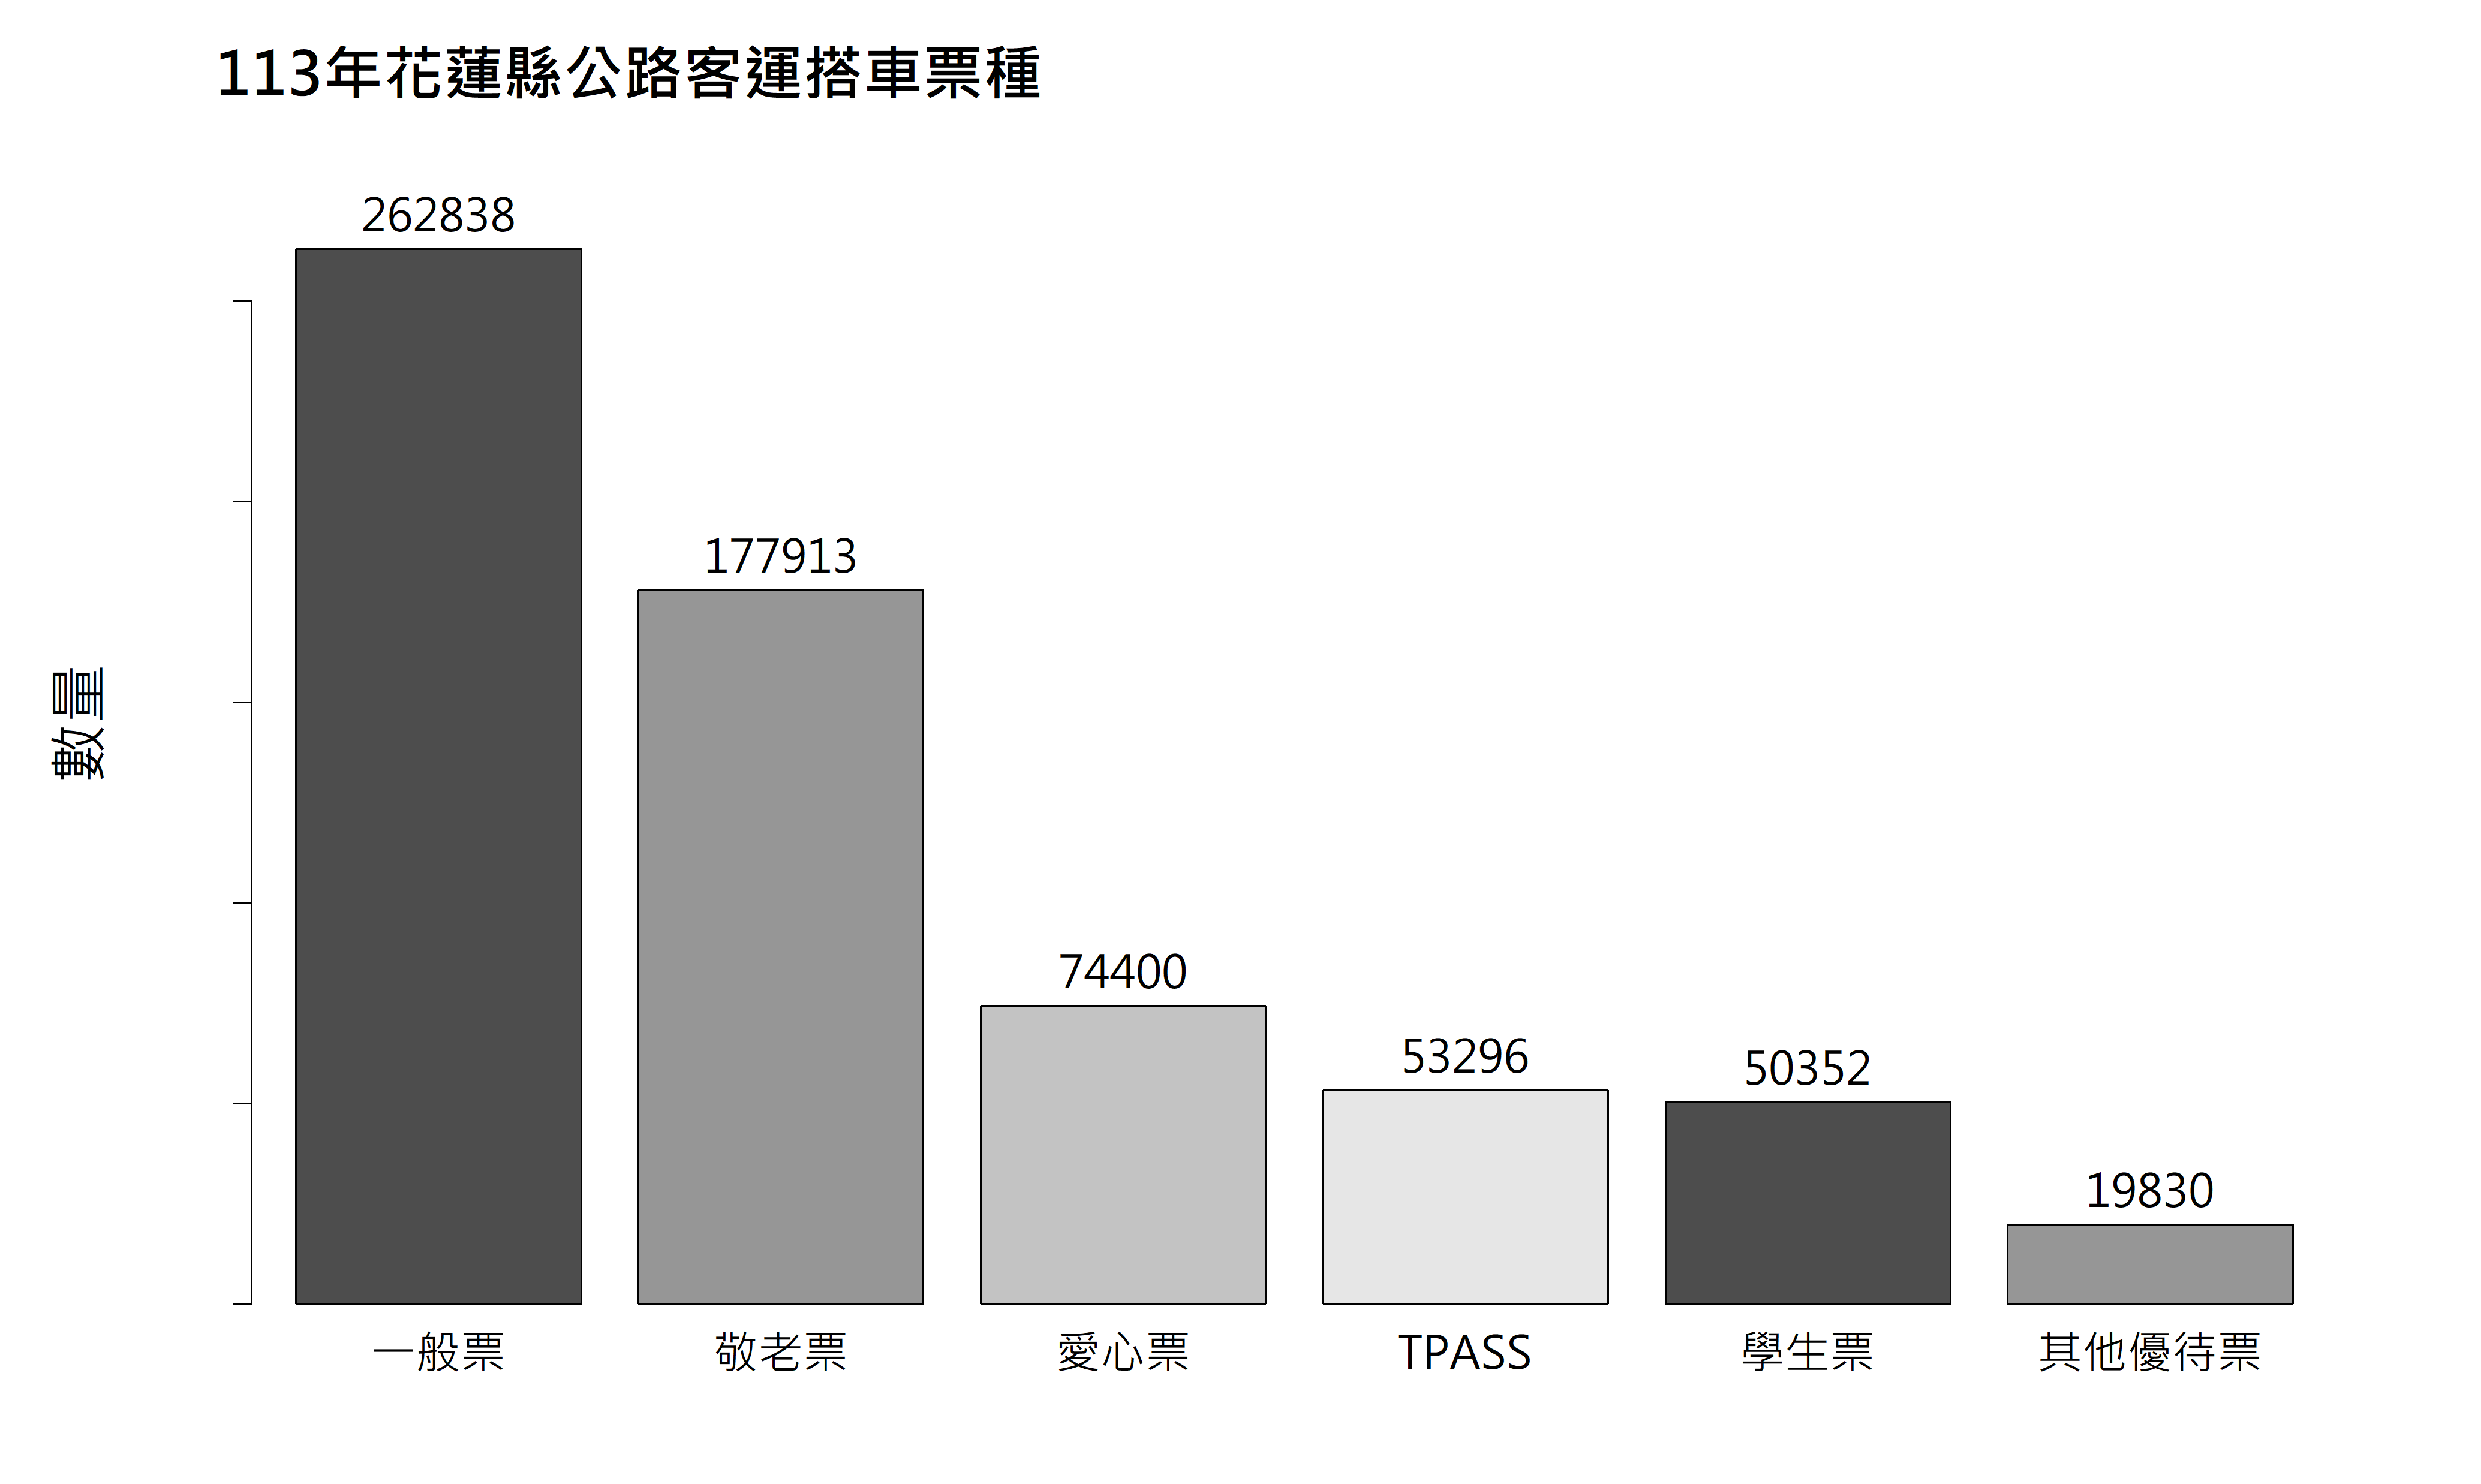 113年花蓮縣公路客運搭車票種
數量
262838
177913
74400
53296
50352
19830
一般票
敬老票
愛心票
TPASS
學生票
其他優待票